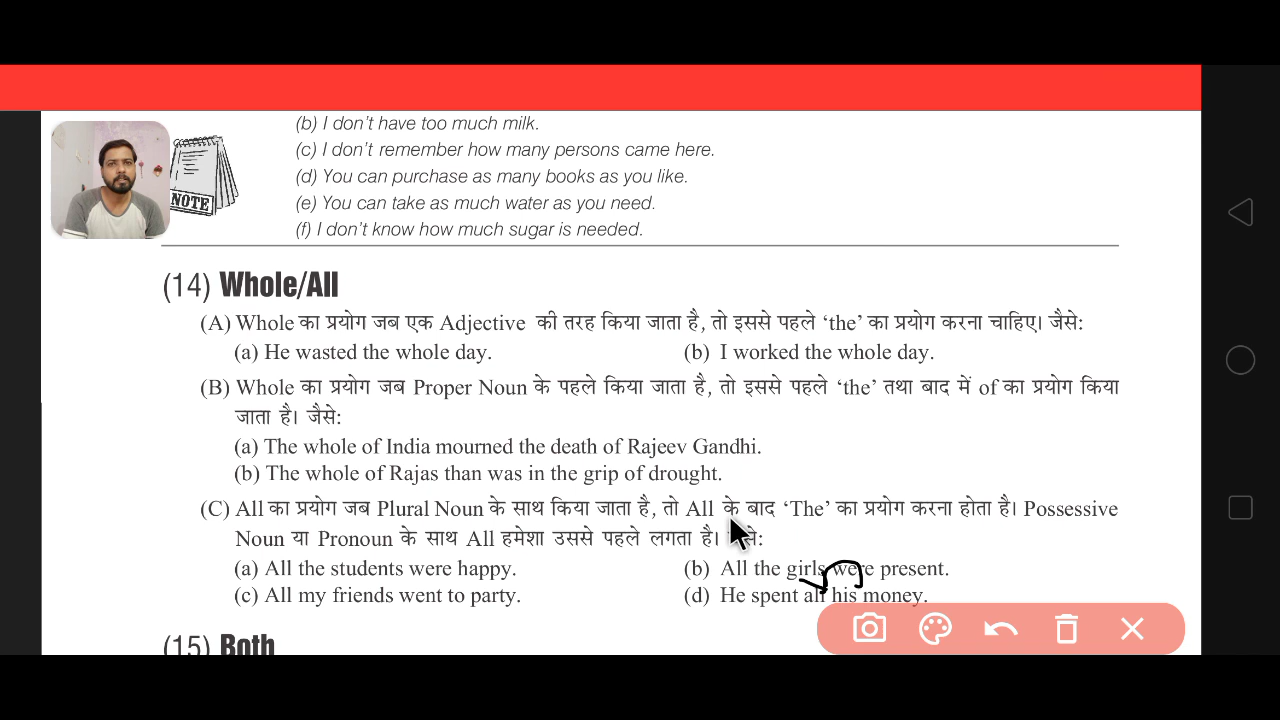 (b) I don't have too much milk.
(c) I don't remember how many persons came here.
(d) You can purchase as many books as you like.
(e) You can take as much water as you need.
NOTE
(f) I don't know how much sugar is needed.
(14) Whole/All
(A) Whole का प्रयोग जब एक Adjective की तरह किया जाता है, तो इससे पहले 'the' का प्रयोग करना चाहिए। जैसे:
(a) He wasted the whole day. (b) I worked the whole day.
(B) Whole का प्रयोग जब Proper Noun के पहले किया जाता है, तो इससे पहले 'the' तथा बाद में of का प्रयोग किया
जाता है। जैसे:
(a) The whole of India mourned the death of Rajeev Gandhi.
(b) The whole of Rajas than was in the grip of drought.
(C) All का प्रयोग जब Plural Noun के साथ किया जाता है, तो All के बाद 'The' का प्रयोग करना होता है। Possessive
Noun या Pronoun के साथ All हमेशा उससे पहले लगता है।
(a) All the students were happy. (b) All the girls were present.
(c) All my friends went to party. (d) He spent all his money.
(15) Both